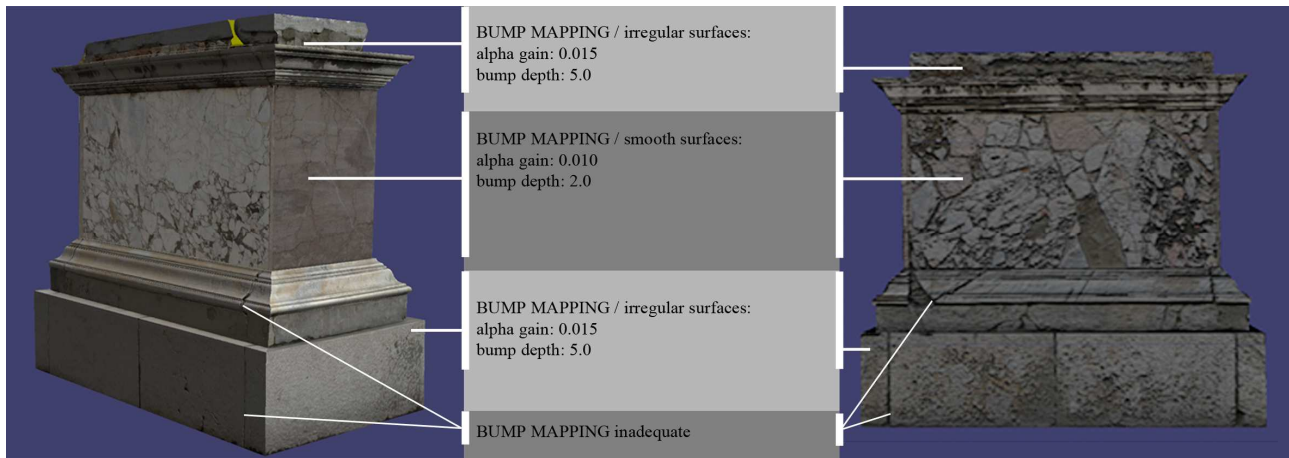 BUMP MAPPING / irregular surfaces:
alpha gain: 0.015
bump depth: 5.0
BUMP MAPPING / smooth surfaces:
alpha gain: 0.010
bump depth: 2.0
BUMP MAPPING / irregular surfaces:
alpha gain: 0.015
bump depth: 5.0
BUMP MAPPING inadequate